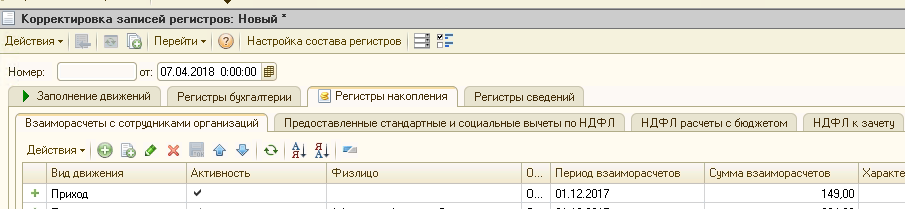 Корректировка записей регистров: Новый *
Действия Перейти Настройка состава регистров
Номер: от: 07.04.2018 0:00:00
Заполнение движений Регистры бухгалтерии Регистры накопления Регистры сведений
Взаиморасчеты с сотрудниками организаций Предоставленные стандартные и социальные вычеты по НДФЛ НДФЛ расчеты с бюджетом НДФЛ к зачету
Действия
Вид движения Активность Физлицо О... Период взаиморасчетов Сумма взаиморасчетов Характе
Приход О... 01.12.2017 149,00